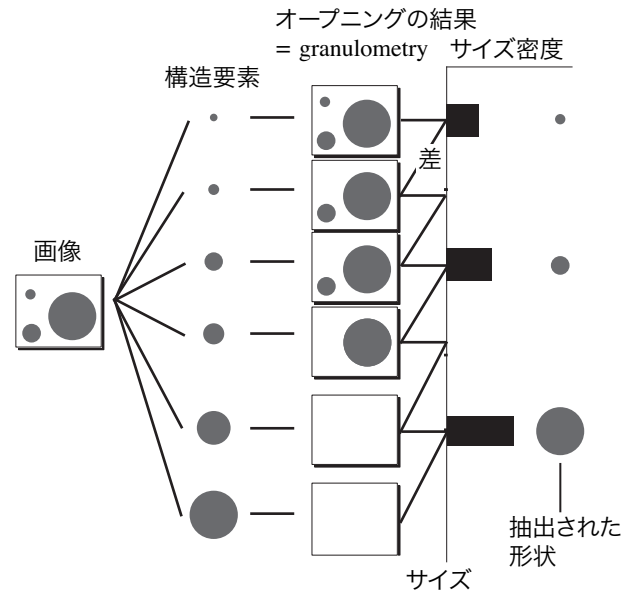 オープニングの結果
= granulometry
サイズ密度
構造要素
差
画像
抽出された
形状
サイズ